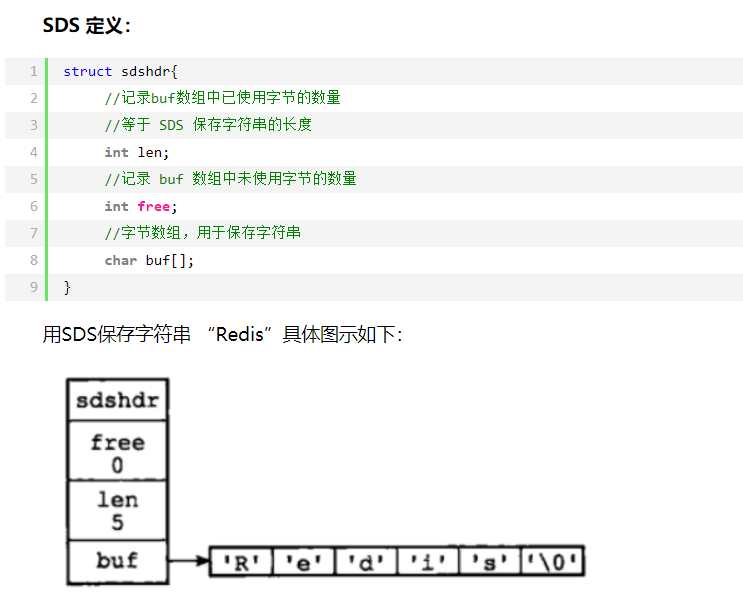 SDS 定义：
1 struct sdshdr{
2 //记录buf数组中已使用字节的数量
3 //等于 SDS 保存字符串的长度
4 int len;
5 //记录 buf 数组中未使用字节的数量
6 int free;
7 //字节数组，用于保存字符串
8 char buf[];
9 }
用SDS保存字符串 “Redis”具体图示如下：
sdshdr
free
0
len
5
buf 'R' 'e' 'd' 'i' 's' '\0'